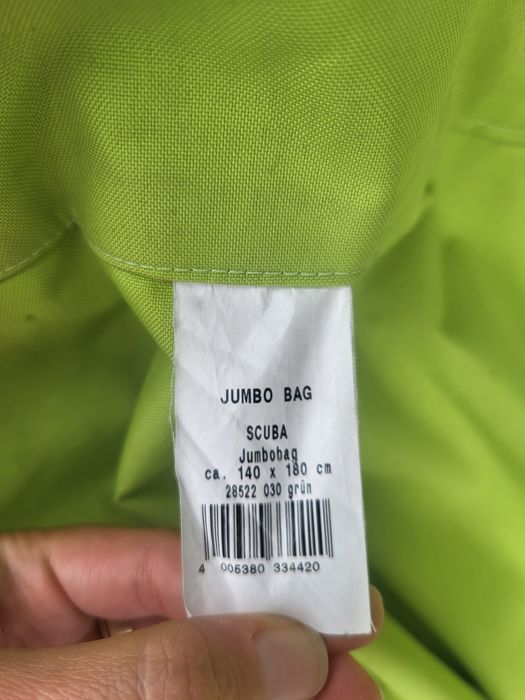 JUMBO BAG
SCUBA
Jumbobag
ca. 140 x 180 cm
28522 030 grün
4 005380 334420